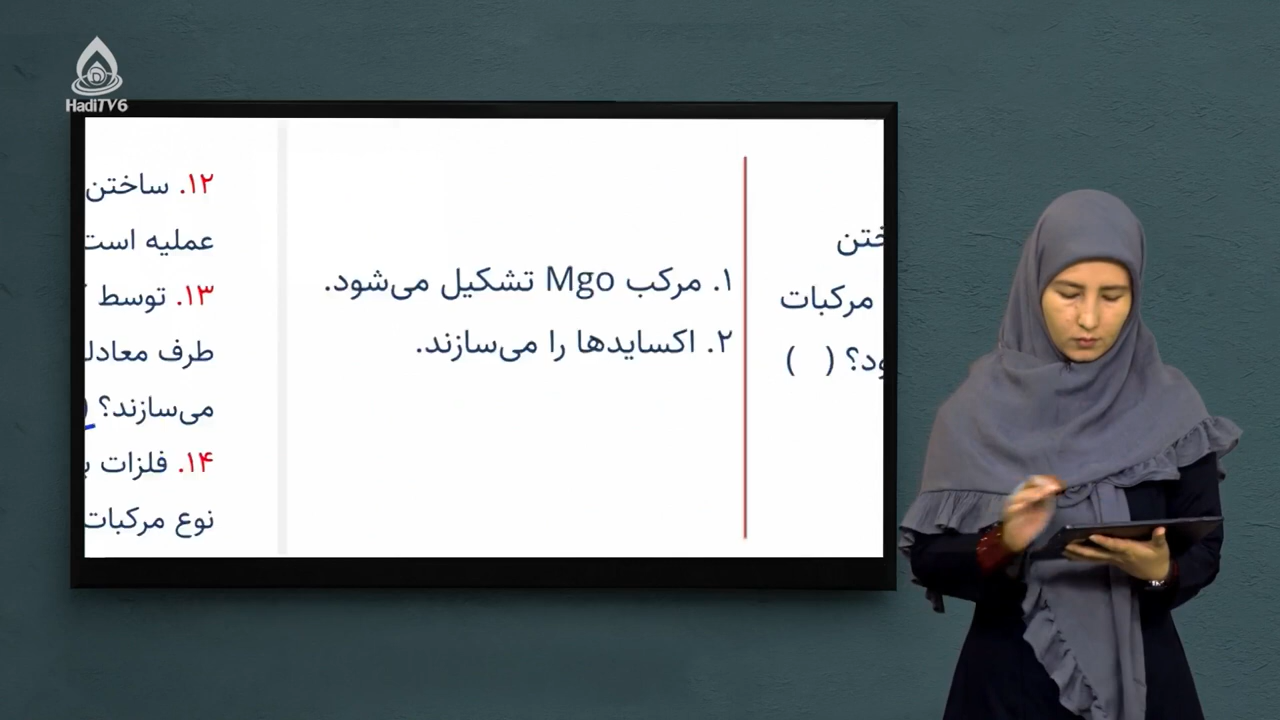 HadiTV6
مرکبات
؟ ( )
۱. مرکب Mgo تشکیل می‌شود.
۲. اکسایدها را می‌سازند.
۱۲. ساختن
عملیه است
۱۳. توسط
طرف
می‌سازند؟
۱۴. فلزات
نوع مرکبات